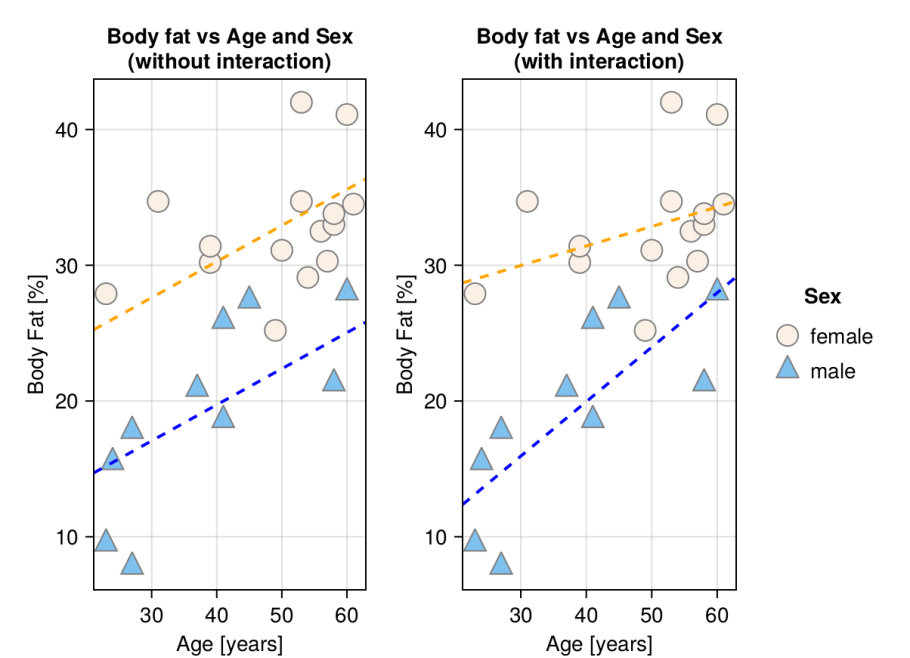 Body fat vs Age and Sex
(without interaction)
Body Fat [%]
40
30
20
10
30 40 50 60
Age [years]
Body fat vs Age and Sex
(with interaction)
Body Fat [%]
40
30
20
10
30 40 50 60
Age [years]
Sex
female
male